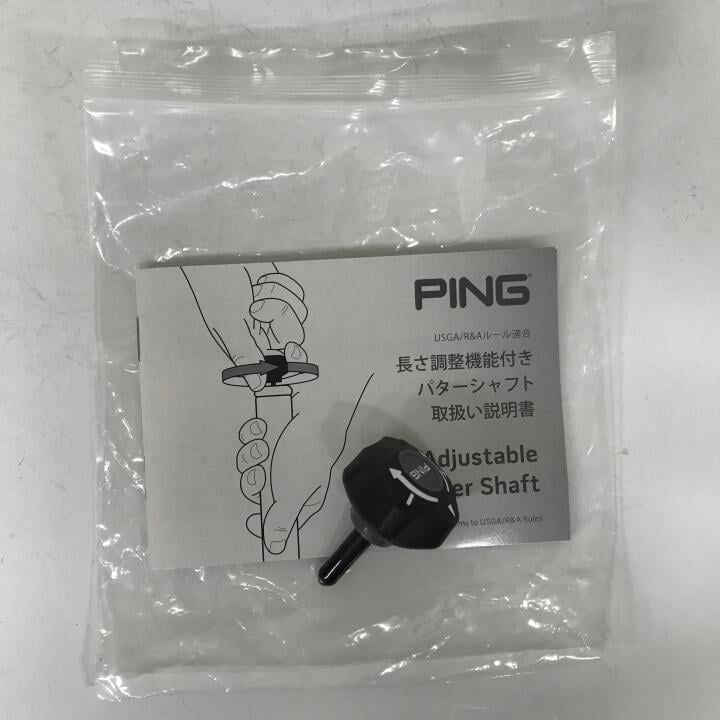 PING
USGA/R&Aルール適合
長さ調整機能付き
パターシャフト
取扱い説明書
Adjustable
er Shaft
ms to USGA/R&A Rules
PING